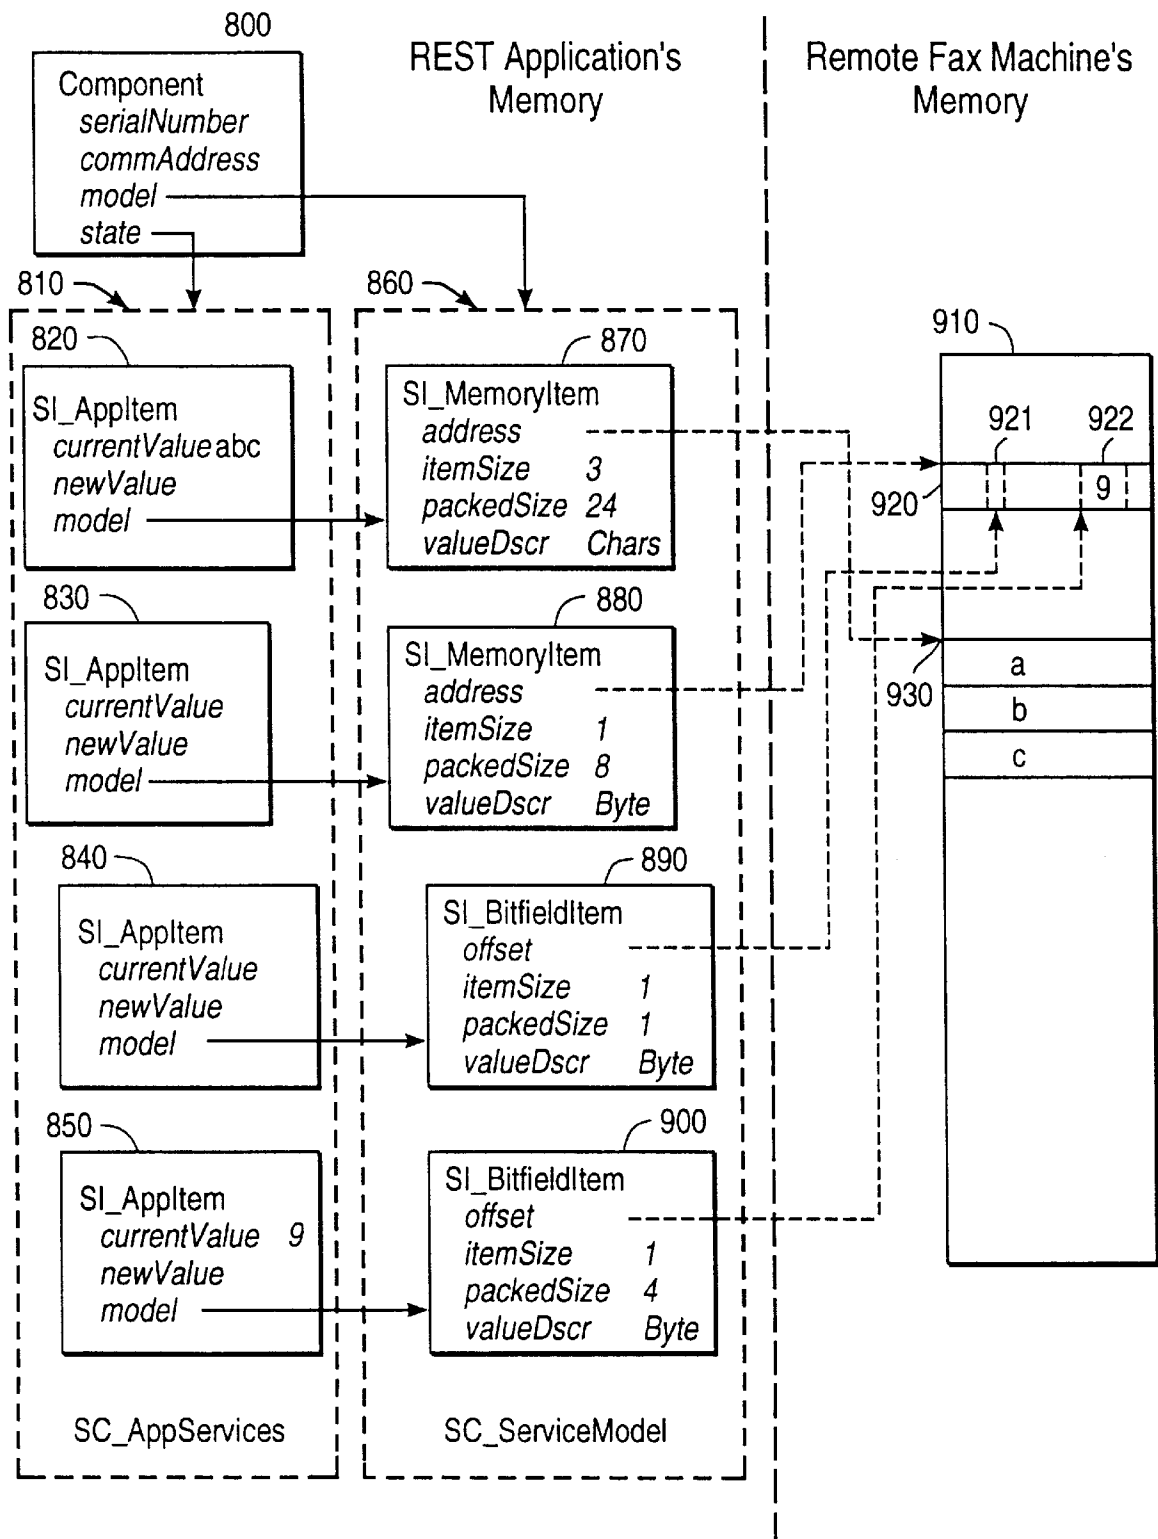 800
REST Application's
Memory
Remote Fax Machine's
Memory
Component
serialNumber
commAddress
model
state
810
860
820
SI_AppItem
currentValue abc
newValue
model
870
SI_MemoryItem
address
itemSize 3
packedSize 24
valueDscr Chars
910
921
922
920
9
930
a
b
c
830
SI_AppItem
currentValue
newValue
model
880
SI_MemoryItem
address
itemSize 1
packedSize 8
valueDscr Byte
840
SI_AppItem
currentValue
newValue
model
890
SI_BitfieldItem
offset
itemSize 1
packedSize 1
valueDscr Byte
850
SI_AppItem
currentValue 9
newValue
model
900
SI_BitfieldItem
offset
itemSize 1
packedSize 4
valueDscr Byte
SC_AppServices
SC_ServiceModel